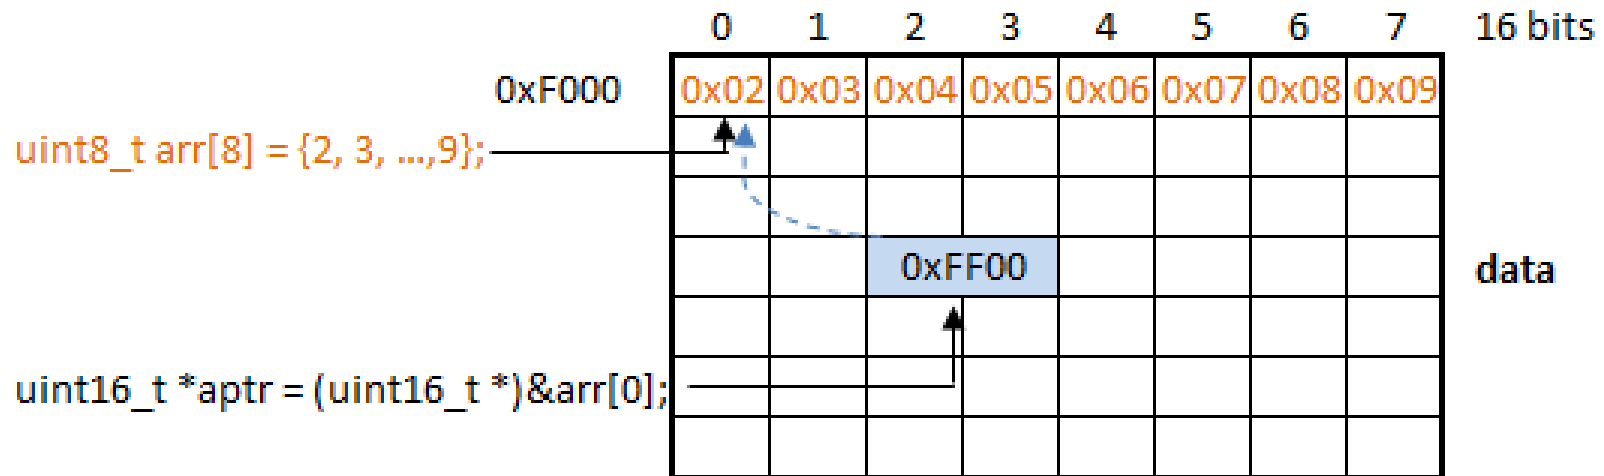 0 1 2 3 4 5 6 7 16 bits
0xF000 0x02 0x03 0x04 0x05 0x06 0x07 0x08 0x09
uint8_t arr[8] = {2, 3, ...,9};
0xFF00 data
uint16_t *aptr = (uint16_t *)&arr[0];